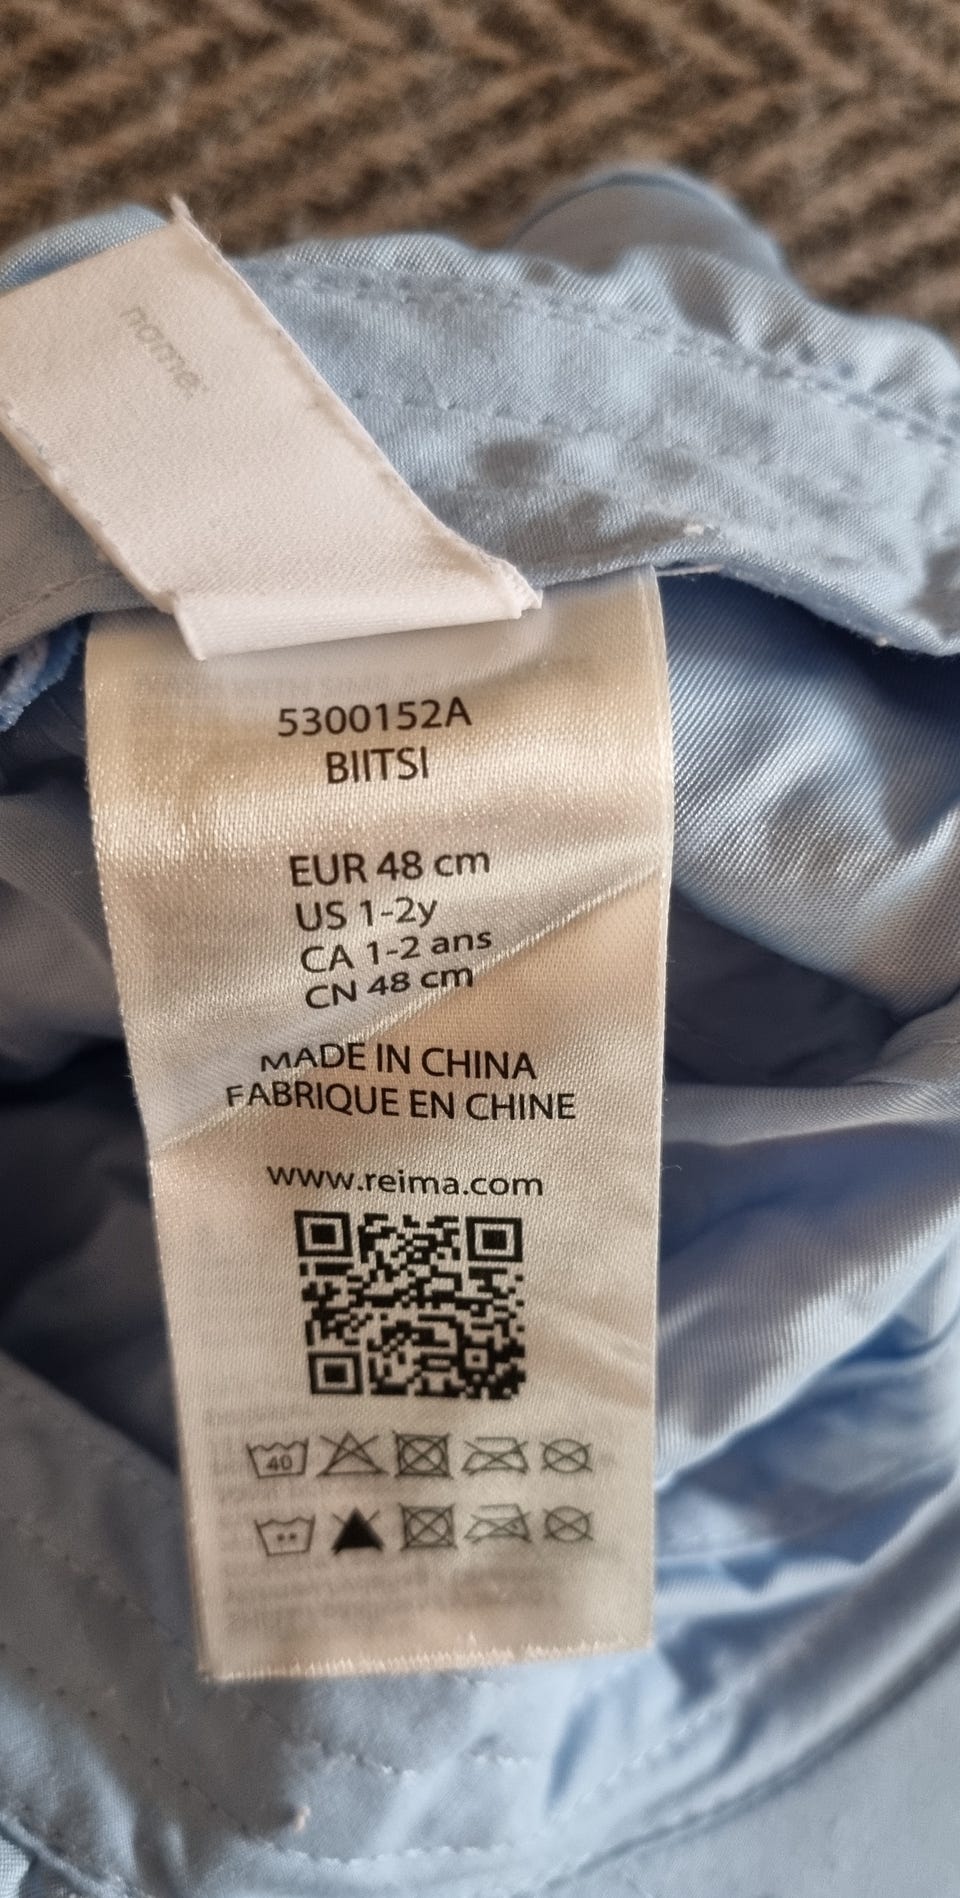 name:
5300152A
BIITSI
EUR 48 cm
US 1-2y
CA 1-2 ans
CN 48 cm
MADE IN CHINA
FABRIQUE EN CHINE
www.reima.com
40